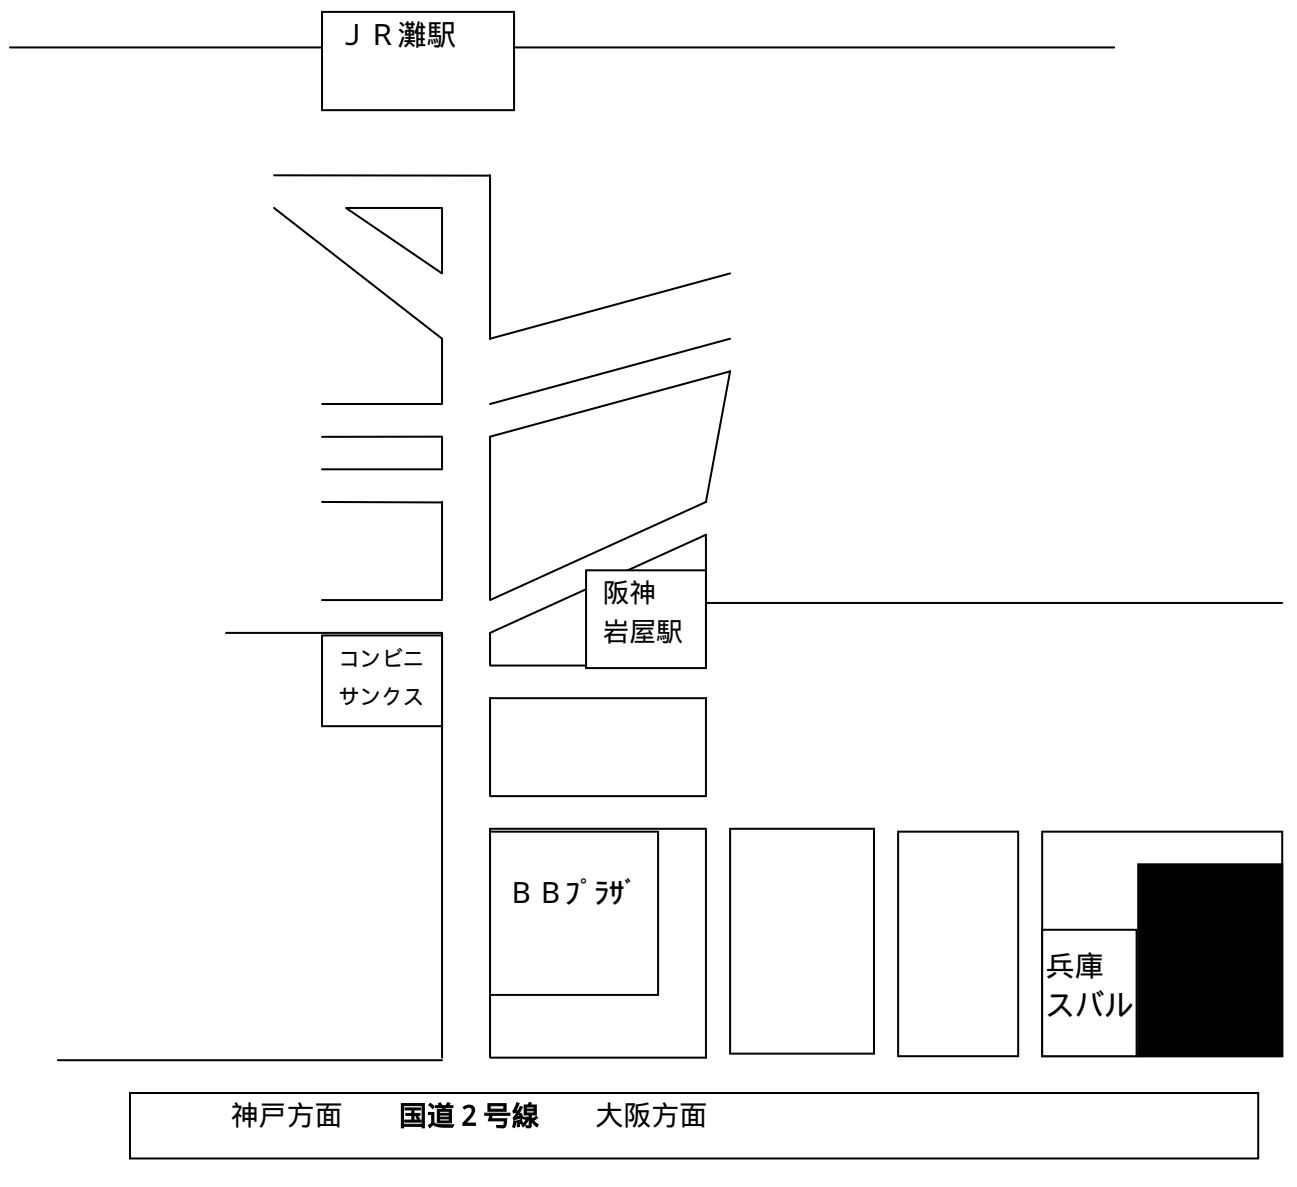 ＪＲ灘駅
阪神
岩屋駅
コンビニ
サンクス
ＢＢﾌﾟﾗｻﾞ
兵庫
スバル
神戸方面　国道２号線　大阪方面